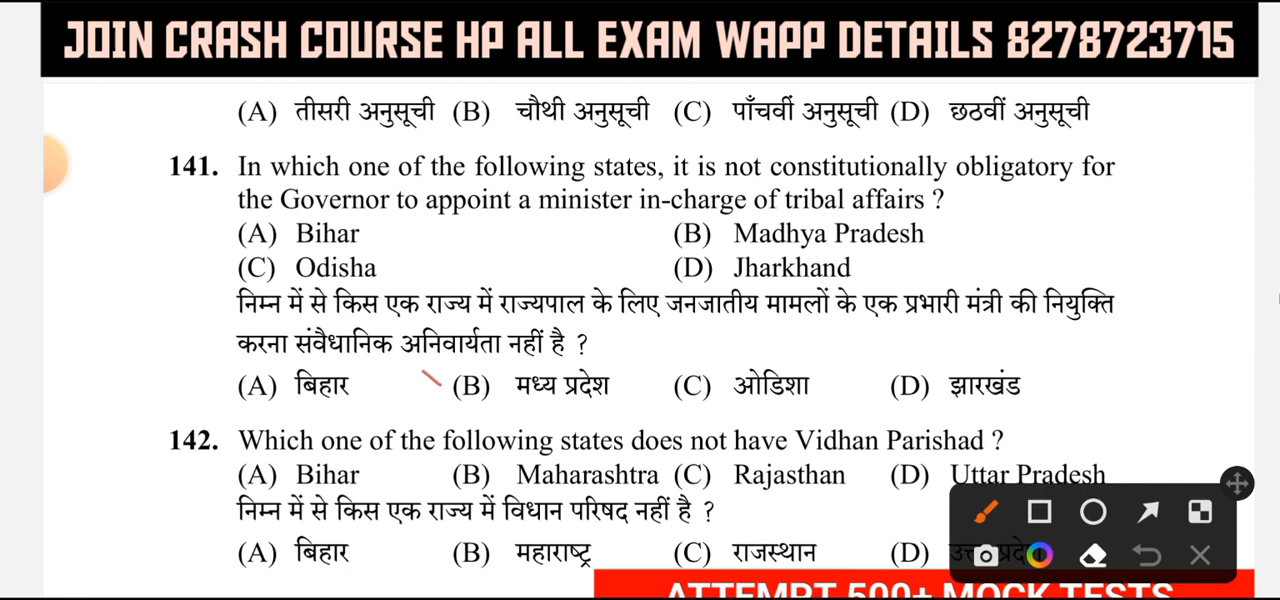 JOIN CRASH COURSE HP ALL EXAM WAPP DETAILS 8278723715
(A) तीसरी अनुसूची (B) चौथी अनुसूची (C) पाँचवीं अनुसूची (D) छठवीं अनुसूची
141. In which one of the following states, it is not constitutionally obligatory for
the Governor to appoint a minister in-charge of tribal affairs ?
(A) Bihar (B) Madhya Pradesh
(C) Odisha (D) Jharkhand
निम्न में से किस एक राज्य में राज्यपाल के लिए जनजातीय मामलों के एक प्रभारी मंत्री की नियुक्ति
करना संवैधानिक अनिवार्यता नहीं है ?
(A) बिहार (B) मध्य प्रदेश (C) ओडिशा (D) झारखंड
142. Which one of the following states does not have Vidhan Parishad ?
(A) Bihar (B) Maharashtra (C) Rajasthan (D) Uttar Pradesh
निम्न में से किस एक राज्य में विधान परिषद नहीं है ?
(A) बिहार (B) महाराष्ट्र (C) राजस्थान (D)
ATTEMPT 500+ MOCK TESTS